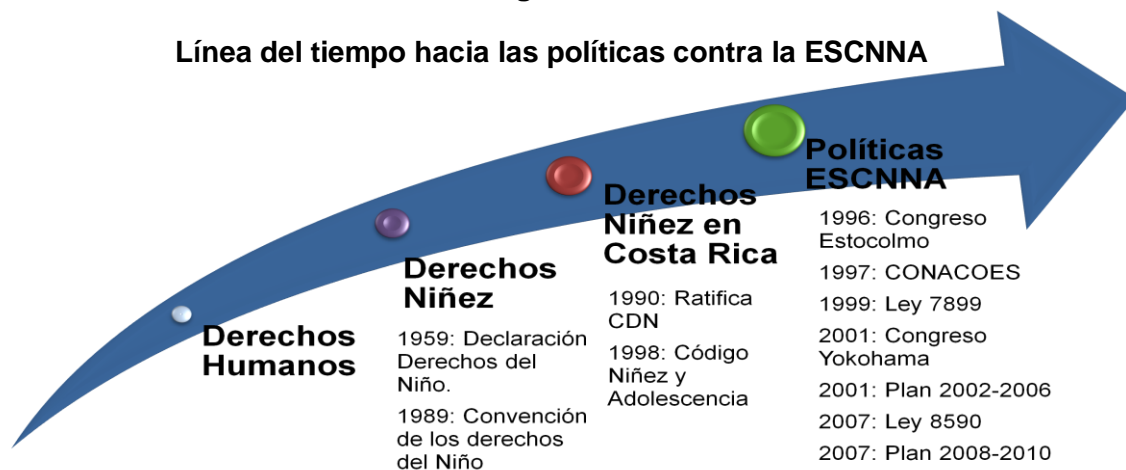 Línea del tiempo hacia las políticas contra la ESCNNA
Derechos
Humanos
Derechos
Niñez
1959: Declaración
Derechos del
Niño.
1989: Convención
de los derechos
del Niño
Derechos
Niñez en
Costa Rica
1990: Ratifica
CDN
1998: Código
Niñez y
Adolescencia
Políticas
ESCNNA
1996: Congreso
Estocolmo
1997: CONACOES
1999: Ley 7899
2001: Congreso
Yokohama
2001: Plan 2002-2006
2007: Ley 8590
2007: Plan 2008-2010